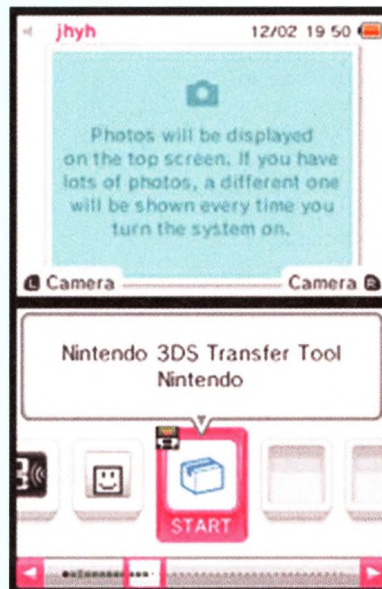 jhyh
12/02 19 50
Photos will be displayed
on the top screen. If you have
lots of photos, a different one
will be shown every time you
turn the system on.
L Camera
Camera R
Nintendo 3DS Transfer Tool
Nintendo
START